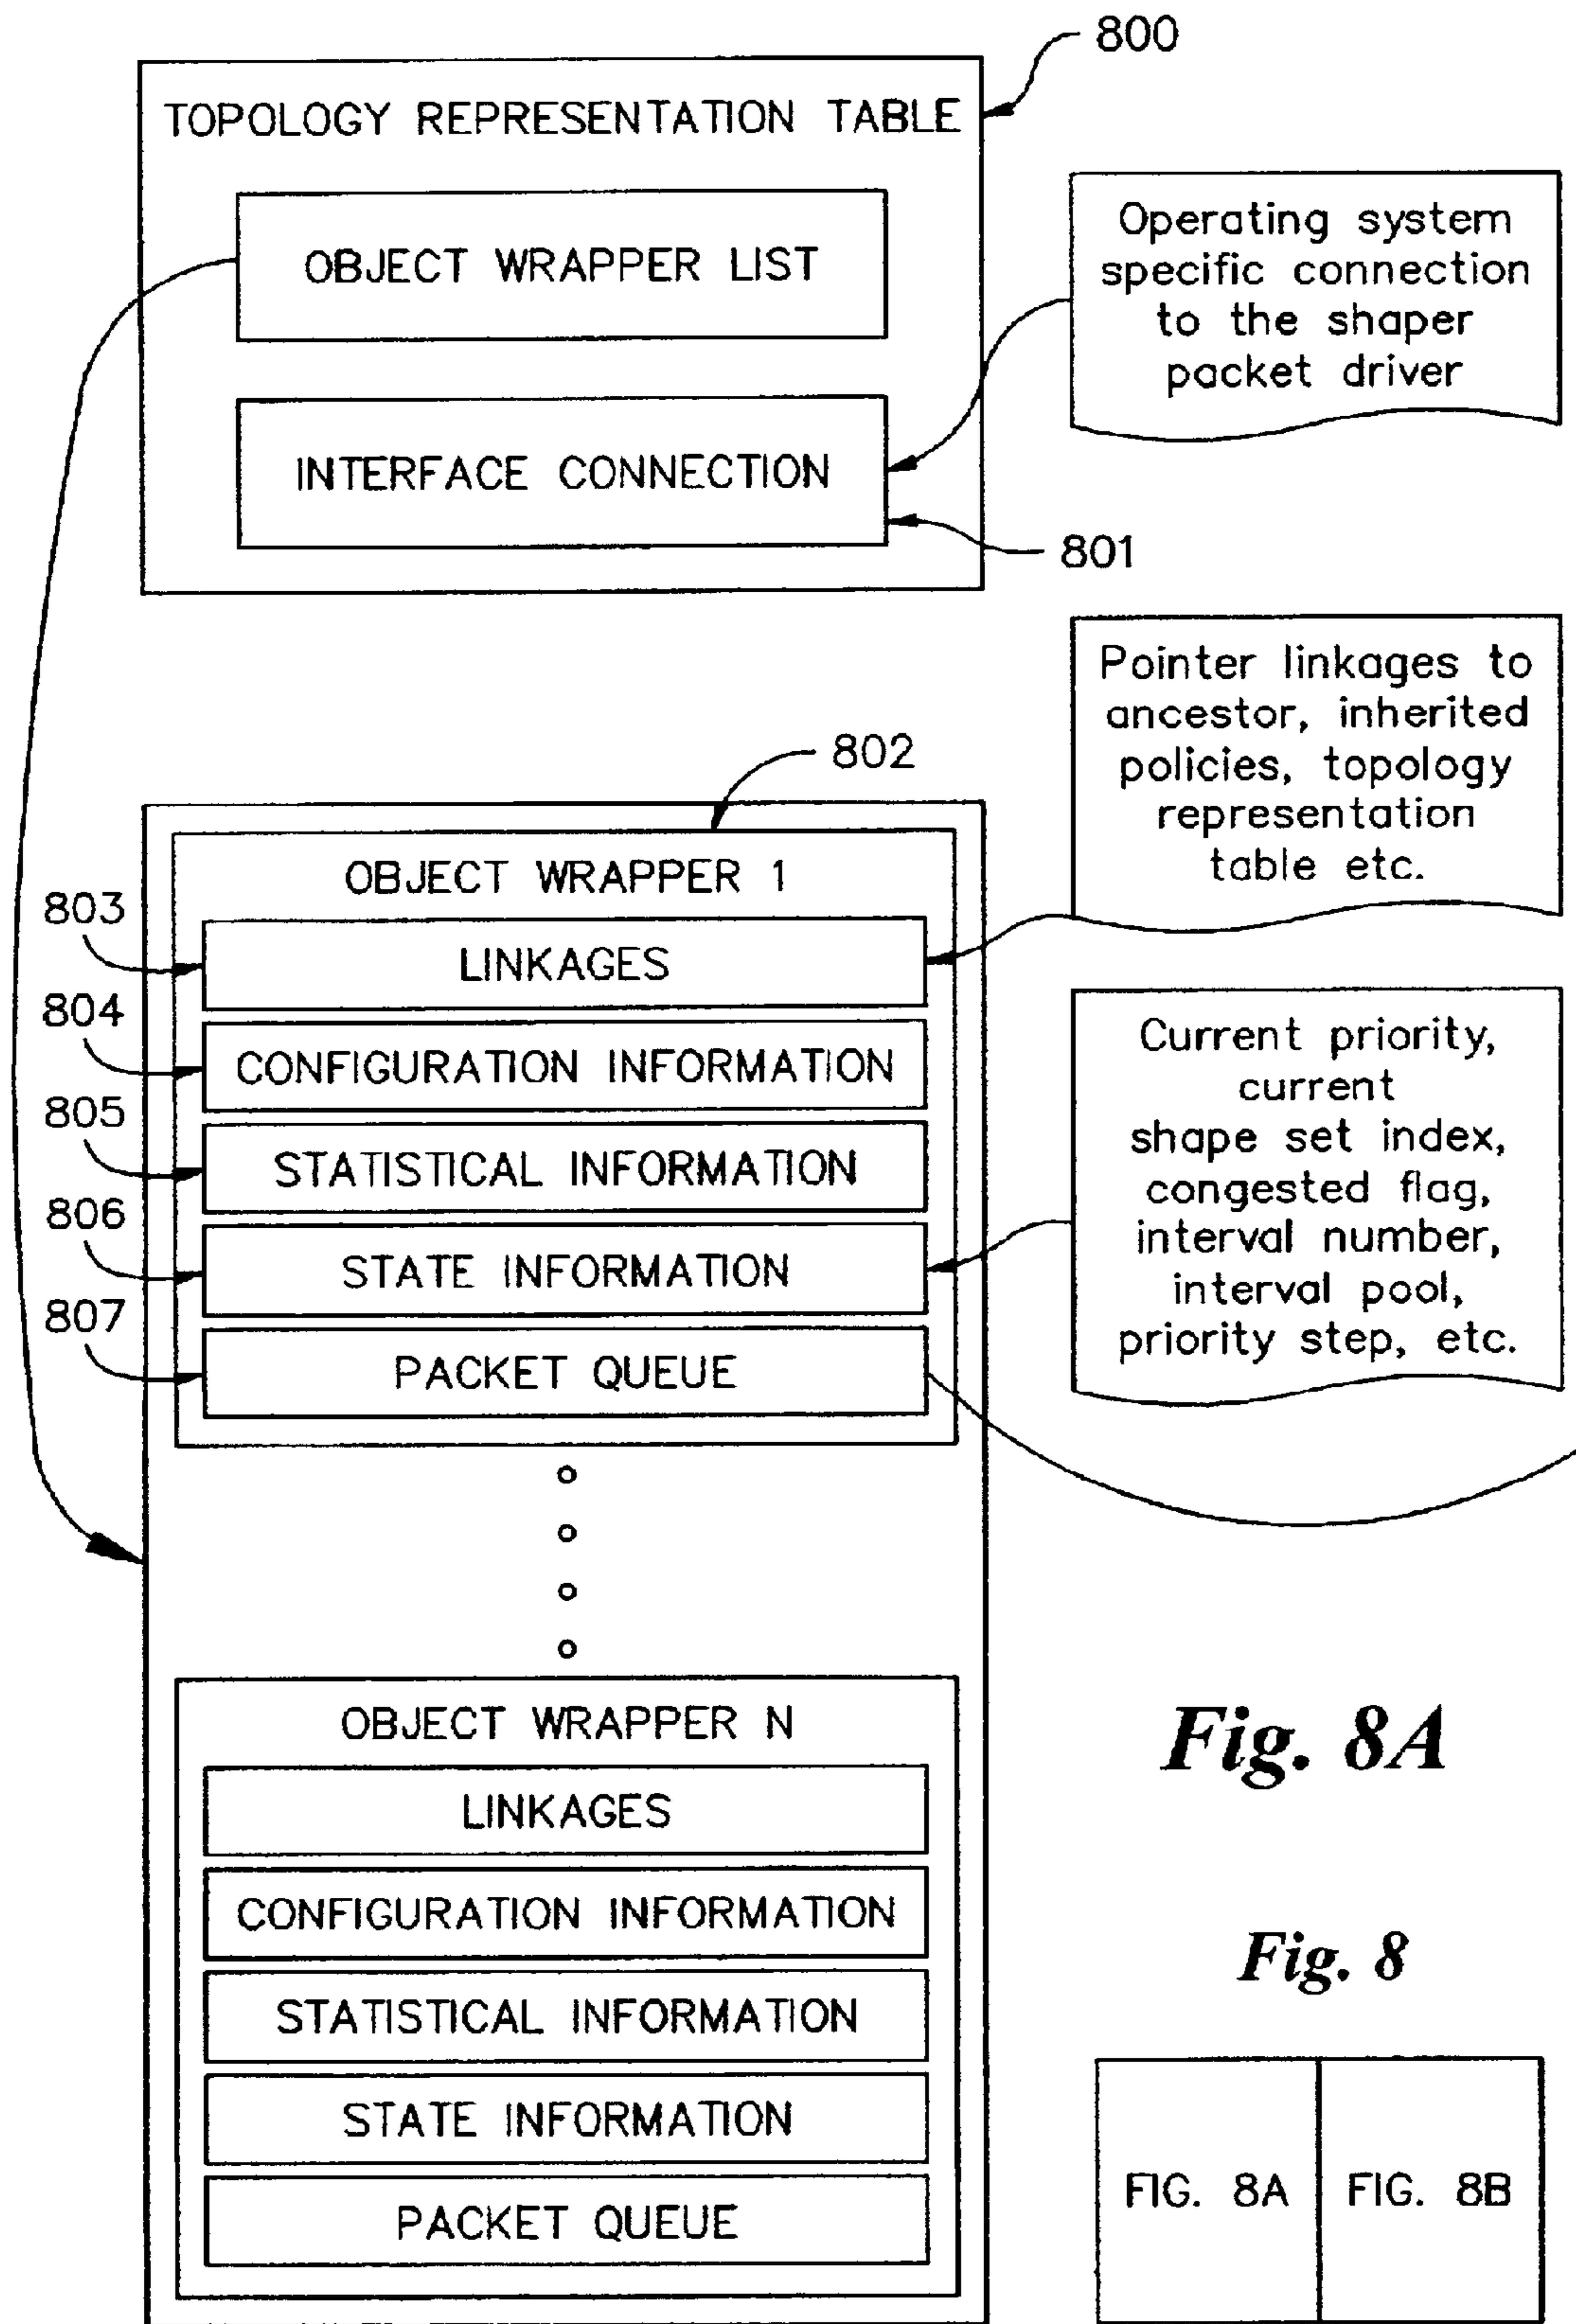 800
TOPOLOGY REPRESENTATION TABLE
OBJECT WRAPPER LIST
INTERFACE CONNECTION
801
Operating system
specific connection
to the shaper
packet driver
Pointer linkages to
ancestor, inherited
policies, topology
representation
table etc.
802
OBJECT WRAPPER 1
803
LINKAGES
804
CONFIGURATION INFORMATION
805
STATISTICAL INFORMATION
806
STATE INFORMATION
807
PACKET QUEUE
Current priority,
current
shape set index,
congested flag,
interval number,
interval pool,
priority step, etc.
OBJECT WRAPPER N
LINKAGES
CONFIGURATION INFORMATION
STATISTICAL INFORMATION
STATE INFORMATION
PACKET QUEUE
Fig. 8A
Fig. 8
FIG. 8A
FIG. 8B